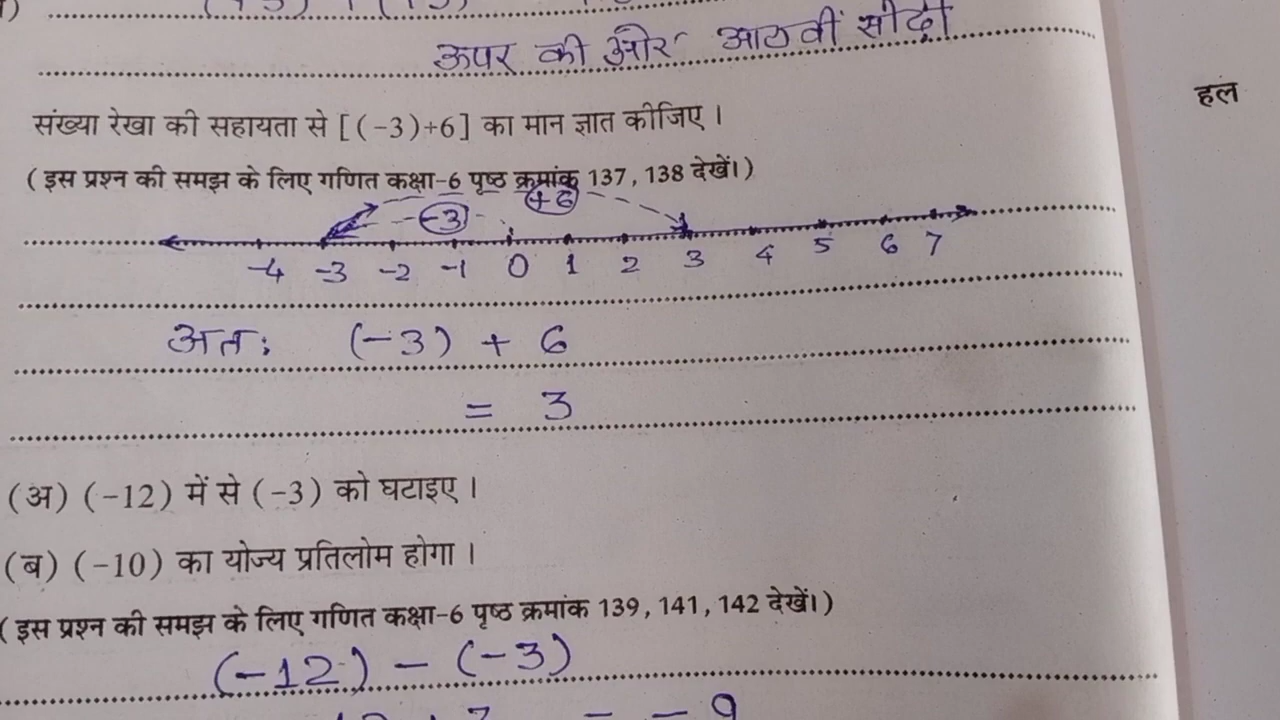 ऊपर की ओर आठवीं सीढ़ी
हल
संख्या रेखा की सहायता से [(-3)+6] का मान ज्ञात कीजिए ।
(इस प्रश्न की समझ के लिए गणित कक्षा-6 पृष्ठ क्रमांक 137, 138 देखें।)
-3 +6
-4 -3 -2 -1 0 1 2 3 4 5 6 7
अतः (-3) + 6
= 3
(अ) (-12) में से (-3) को घटाइए ।
(ब) (-10) का योज्य प्रतिलोम होगा ।
(इस प्रश्न की समझ के लिए गणित कक्षा-6 पृष्ठ क्रमांक 139, 141, 142 देखें।)
(-12) - (-3)
= - 9